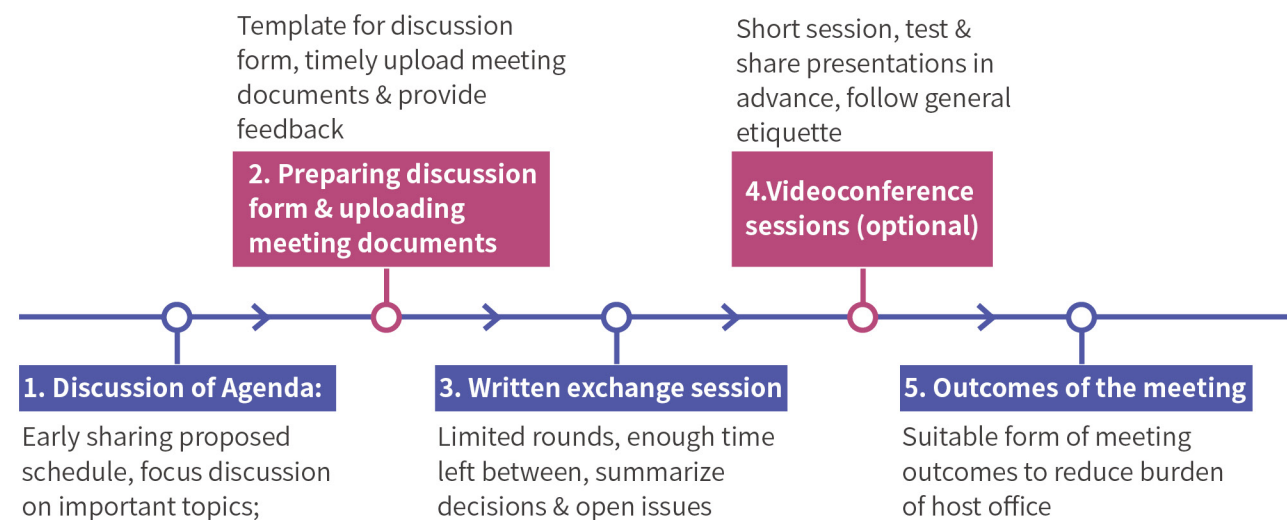 1. Discussion of Agenda:
Early sharing proposed
schedule, focus discussion
on important topics;
Template for discussion
form, timely upload meeting
documents & provide
feedback
2. Preparing discussion
form & uploading
meeting documents
3. Written exchange session
Limited rounds, enough time
left between, summarize
decisions & open issues
Short session, test &
share presentations in
advance, follow general
etiquette
4.Videoconference
sessions (optional)
5. Outcomes of the meeting
Suitable form of meeting
outcomes to reduce burden
of host office